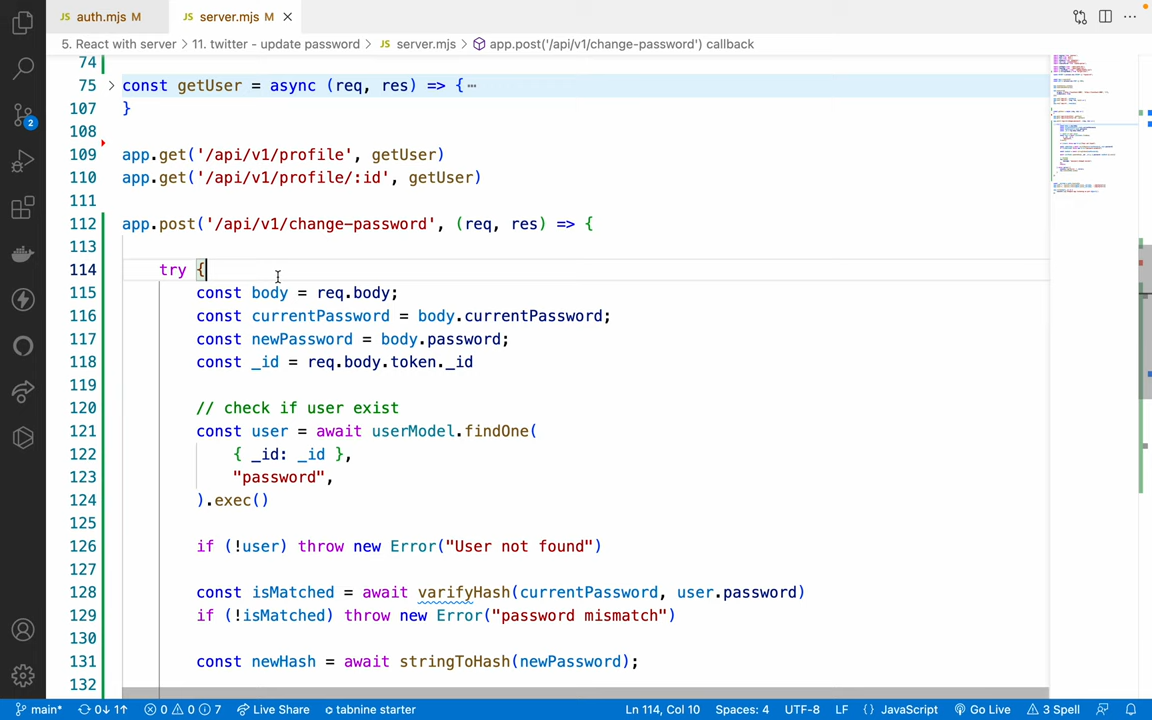 JS auth.mjs M JS server.mjs M
5. React with server > 11. twitter - update password > JS server.mjs > app.post('/api/v1/change-password') callback
74
75 const getUser = async (req, res) => {
107 }
108
109 app.get('/api/v1/profile', getUser)
110 app.get('/api/v1/profile/:id', getUser)
111
112 app.post('/api/v1/change-password', (req, res) => {
113
114 try {
115 const body = req.body;
116 const currentPassword = body.currentPassword;
117 const newPassword = body.password;
118 const _id = req.body.token._id
119
120 // check if user exist
121 const user = await userModel.findOne(
122 { _id: _id },
123 "password",
124 ).exec()
125
126 if (!user) throw new Error("User not found")
127
128 const isMatched = await varifyHash(currentPassword, user.password)
129 if (!isMatched) throw new Error("password mismatch")
130
131 const newHash = await stringToHash(newPassword);
132
2
main* 0↓ 1↑ 0 0 7 Live Share tabnine starter Ln 114, Col 10 Spaces: 4 UTF-8 LF {} JavaScript Go Live 3 Spell